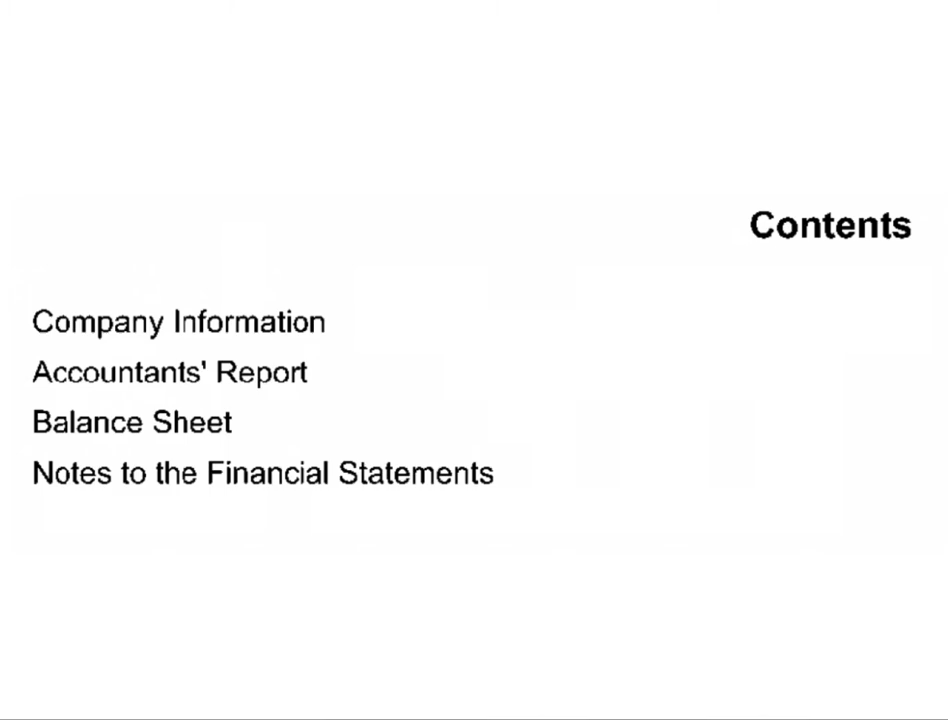 Contents
Company Information
Accountants' Report
Balance Sheet
Notes to the Financial Statements